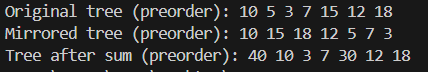 Original tree (preorder): 10 5 3 7 15 12 18
Mirrored tree (preorder): 10 15 18 12 5 7 3
Tree after sum (preorder): 40 10 3 7 30 12 18